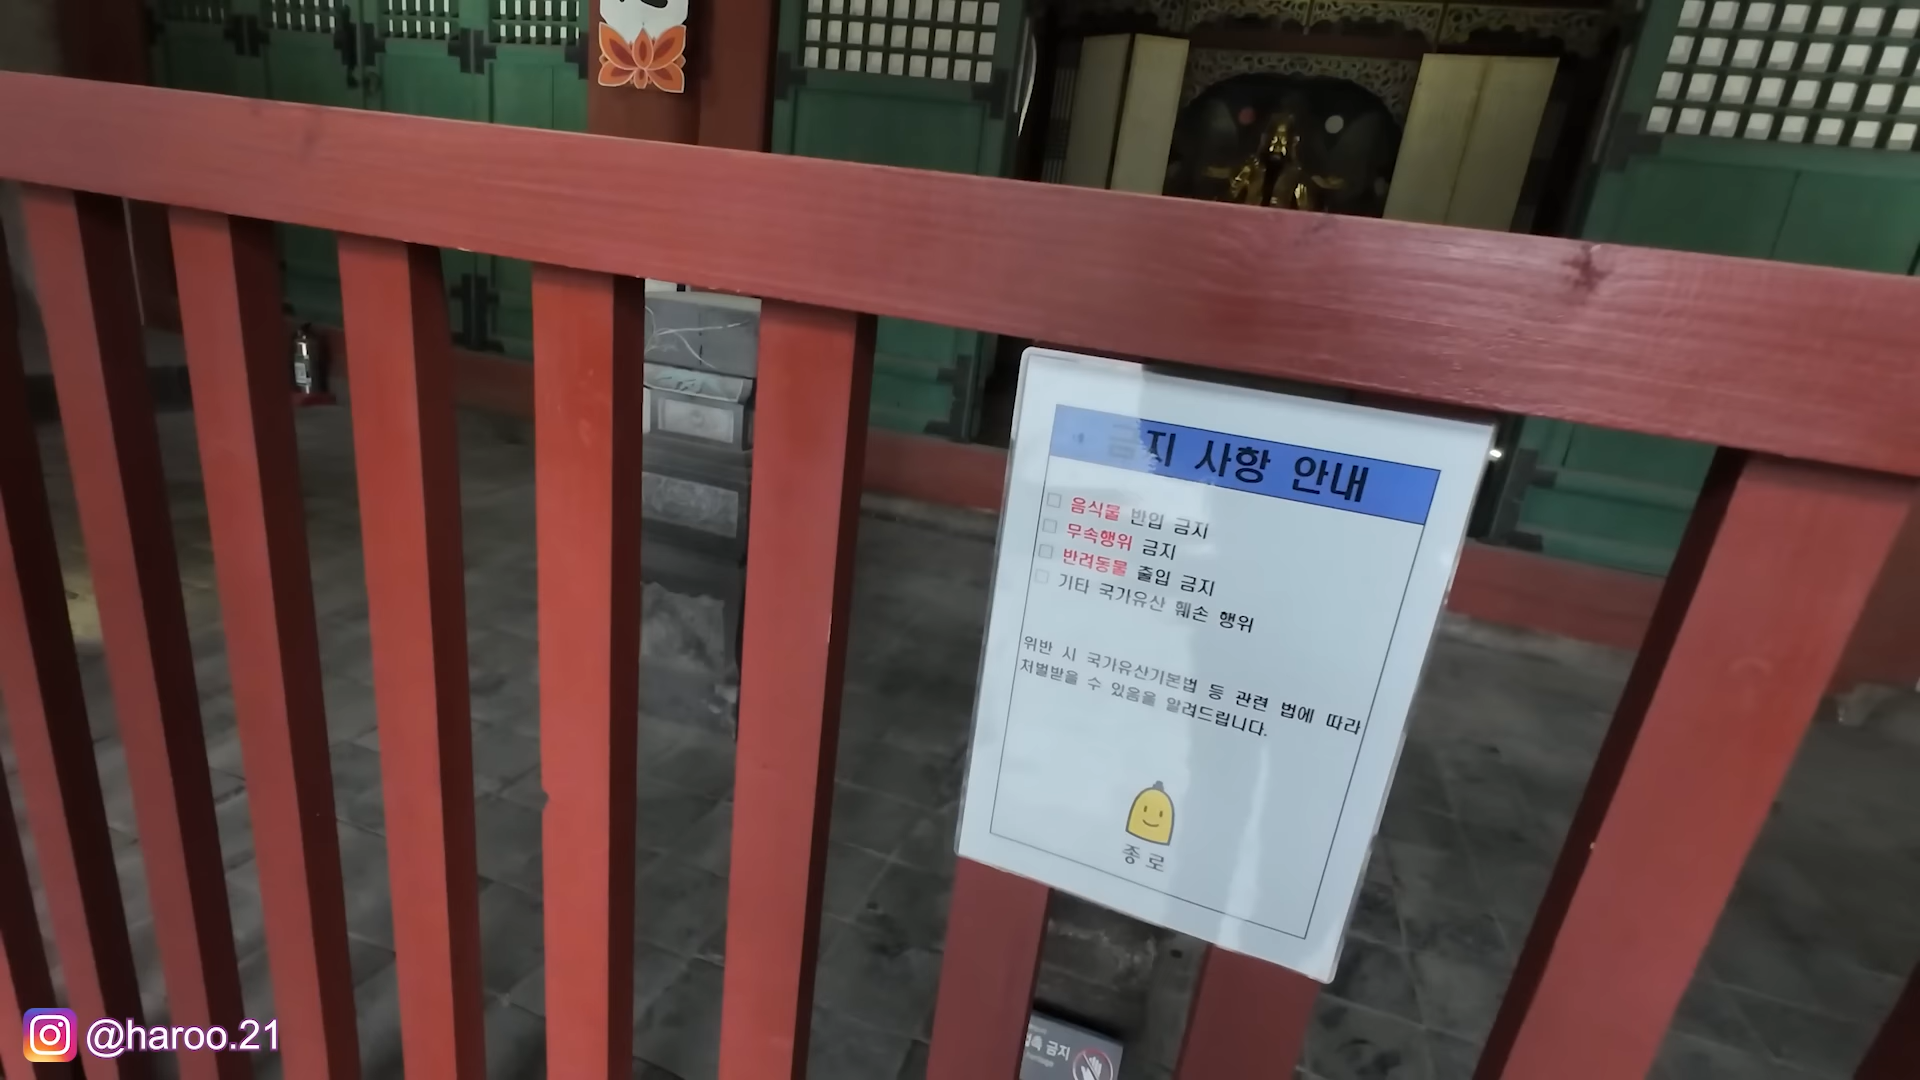 금지 사항 안내
□ 음식물 반입 금지
□ 무속행위 금지
□ 반려동물 출입 금지
□ 기타 국가유산 훼손 행위
위반 시 국가유산기본법 등 관련 법에 따라
처벌받을 수 있음을 알려드립니다.
종로
금지
@haroo.21